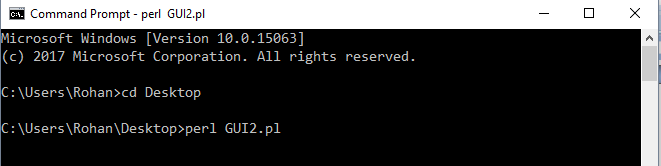 Command Prompt - perl GUI2.pl
Microsoft Windows [Version 10.0.15063]
(c) 2017 Microsoft Corporation. All rights reserved.
C:\Users\Rohan>cd Desktop
C:\Users\Rohan\Desktop>perl GUI2.pl